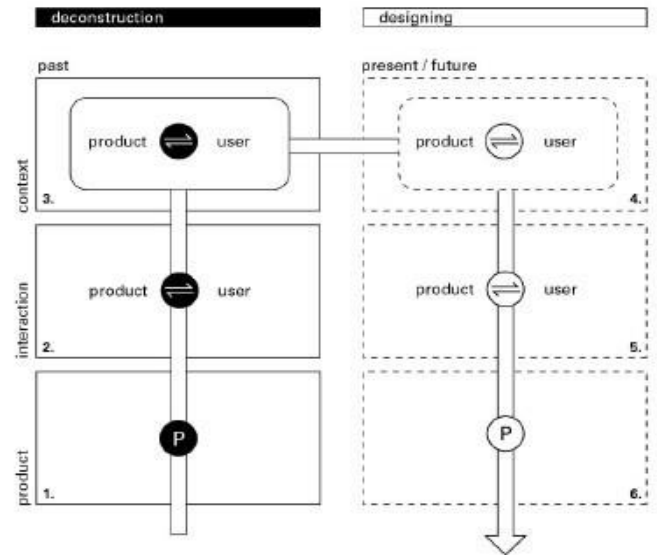 deconstruction
designing
past
present / future
context
product ⇌ user
3.
product ⇌ user
4.
interaction
product ⇌ user
2.
product ⇌ user
5.
product
P
1.
P
6.